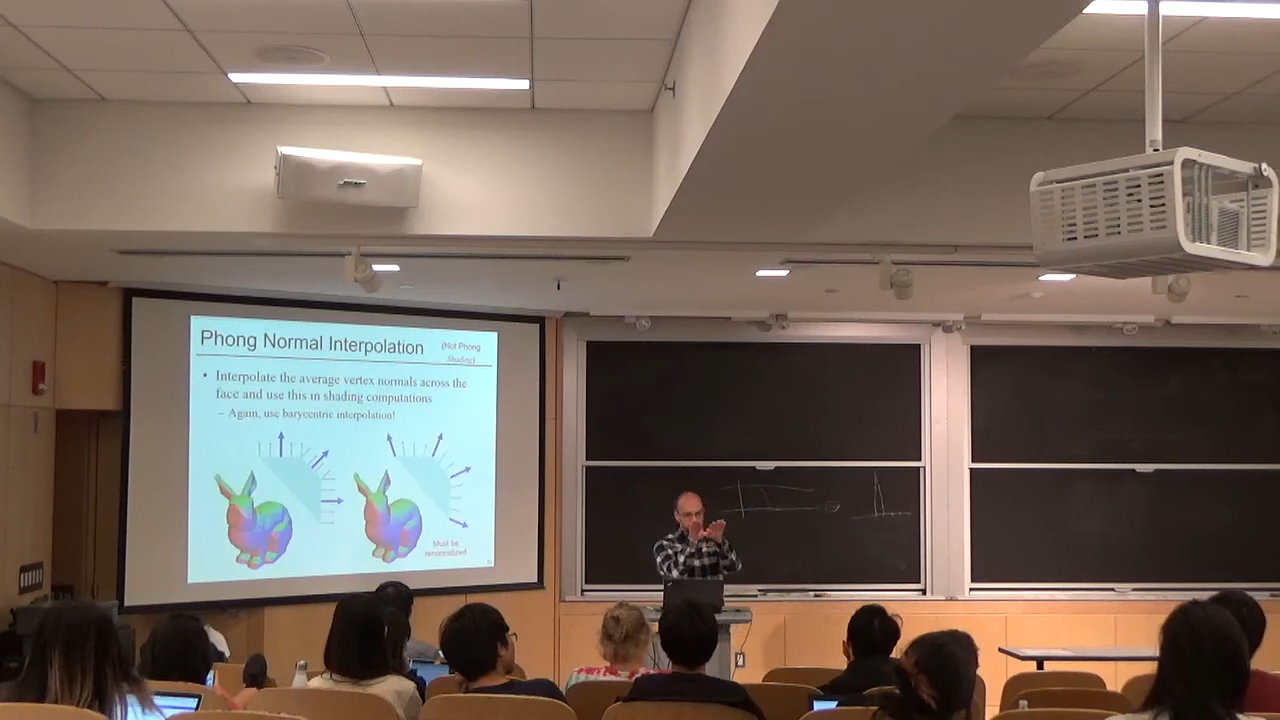 Phong Normal Interpolation
(Not Phong
Shading)
• Interpolate the average vertex normals across the
face and use this in shading computations
– Again, use barycentric interpolation!
Must be
renormalized